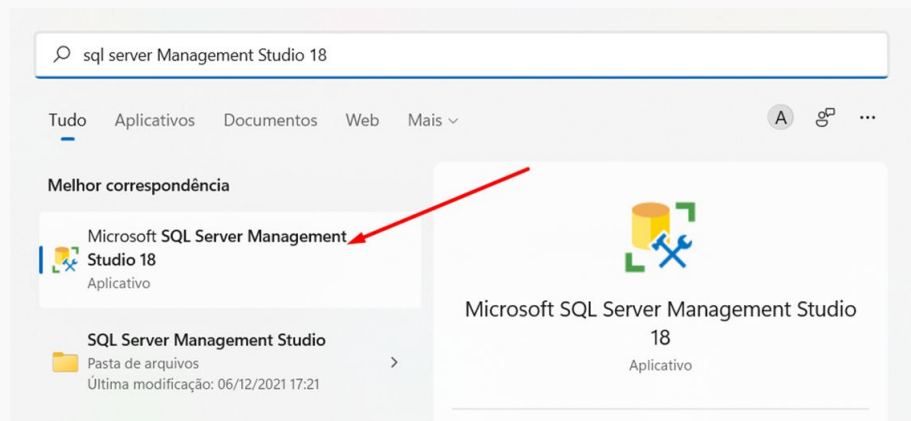 sql server Management Studio 18
Tudo Aplicativos Documentos Web Mais
A
Melhor correspondência
Microsoft SQL Server Management
Studio 18
Aplicativo
SQL Server Management Studio
Pasta de arquivos
Última modificação: 06/12/2021 17:21
Microsoft SQL Server Management Studio
18
Aplicativo